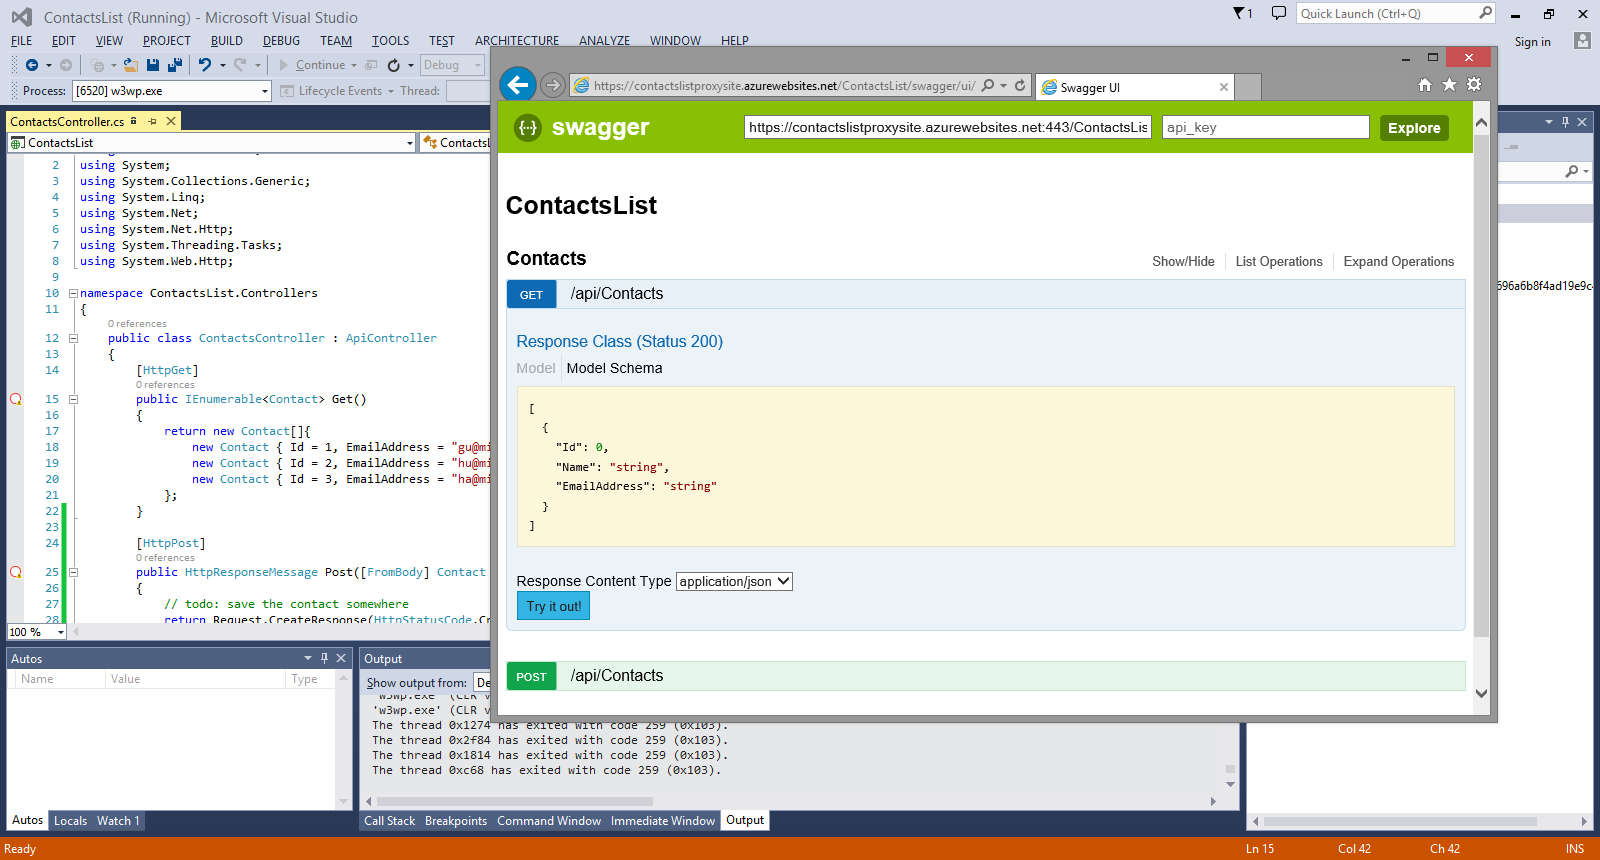 ContactsList (Running) - Microsoft Visual Studio
1
Quick Launch (Ctrl+Q)
FILE EDIT VIEW PROJECT BUILD DEBUG TEAM TOOLS TEST ARCHITECTURE ANALYZE WINDOW HELP
Sign in
Continue
Debug
Process: [6520] w3wp.exe
Lifecycle Events
Thread:
https://contactslistproxysite.azurewebsites.net/ContactsList/swagger/ui/
Swagger UI
ContactsController.cs
ContactsList
ContactsL
2 using System;
3 using System.Collections.Generic;
4 using System.Linq;
5 using System.Net;
6 using System.Net.Http;
7 using System.Threading.Tasks;
8 using System.Web.Http;
9
10 namespace ContactsList.Controllers
11 {
0 references
12 public class ContactsController : ApiController
13 {
14 [HttpGet]
0 references
15 public IEnumerable<Contact> Get()
16 {
17 return new Contact[]{
18 new Contact { Id = 1, EmailAddress = "gu@mi
19 new Contact { Id = 2, EmailAddress = "hu@mi
20 new Contact { Id = 3, EmailAddress = "ha@mi
21 };
22 }
23
24 [HttpPost]
0 references
25 public HttpResponseMessage Post([FromBody] Contact
26 {
27 // todo: save the contact somewhere
28 return Request.CreateResponse(HttpStatusCode.Cr
100 %
swagger
https://contactslistproxysite.azurewebsites.net:443/ContactsLis
api_key
Explore
ContactsList
Contacts
Show/Hide
List Operations
Expand Operations
GET /api/Contacts
Response Class (Status 200)
Model
Model Schema
[
{
"Id": 0,
"Name": "string",
"EmailAddress": "string"
}
]
Response Content Type application/json
Try it out!
POST /api/Contacts
696a6b8f4ad19e9c4
Autos
Name Value Type
Autos Locals Watch 1
Output
Show output from: De
'w3wp.exe' (CLR v
'w3wp.exe' (CLR v
The thread 0x1274 has exited with code 259 (0x103).
The thread 0x2f84 has exited with code 259 (0x103).
The thread 0x1814 has exited with code 259 (0x103).
The thread 0xc68 has exited with code 259 (0x103).
Call Stack Breakpoints Command Window Immediate Window Output
Ready
Ln 15 Col 42 Ch 42 INS